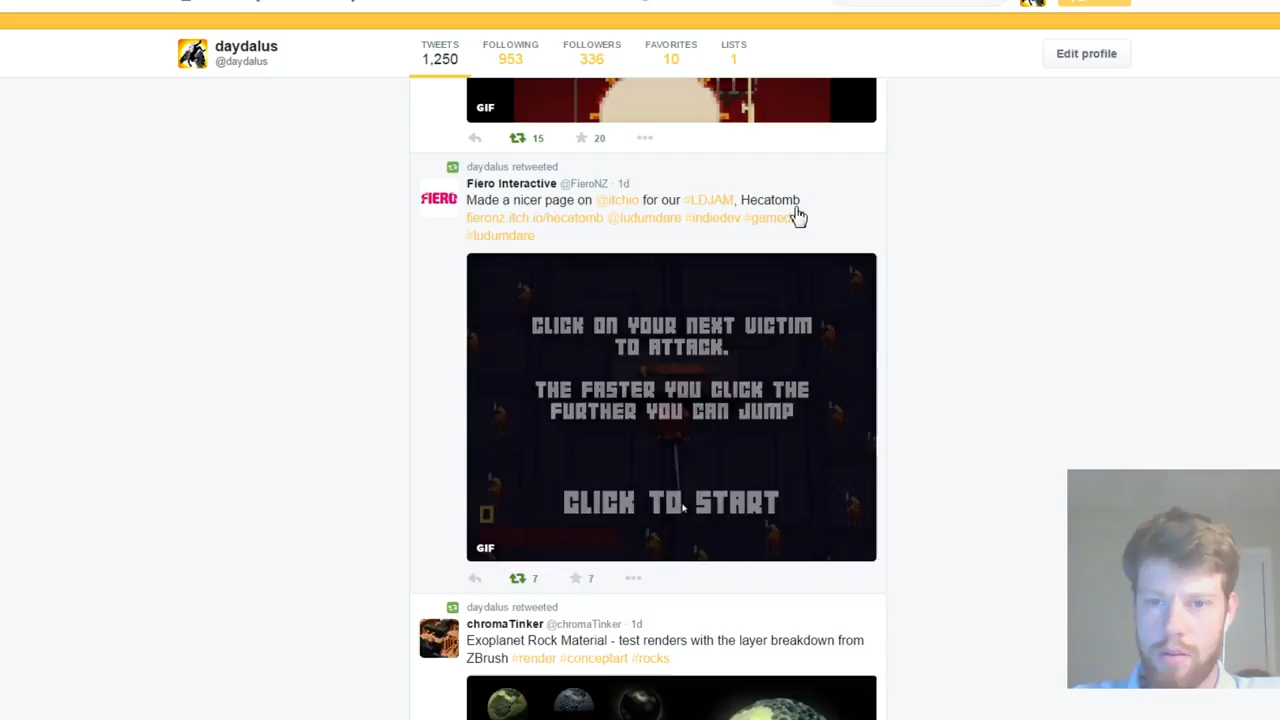 daydalus
@daydalus
TWEETS
1,250
FOLLOWING
953
FOLLOWERS
336
FAVORITES
10
LISTS
1
Edit profile
GIF
15
20
daydalus retweeted
FIERO
Fiero Interactive @FieroNZ · 1d
Made a nicer page on @itchio for our #LDJAM, Hecatomb
fieronz.itch.io/hecatomb @ludumdare #indiedev
#ludumdare
CLICK ON YOUR NEXT VICTIM
TO ATTACK.
THE FASTER YOU CLICK THE
FURTHER YOU CAN JUMP
CLICK TO START
GIF
7
7
daydalus retweeted
chromaTinker @chromaTinker · 1d
Exoplanet Rock Material - test renders with the layer breakdown from
ZBrush #render #conceptart #rocks